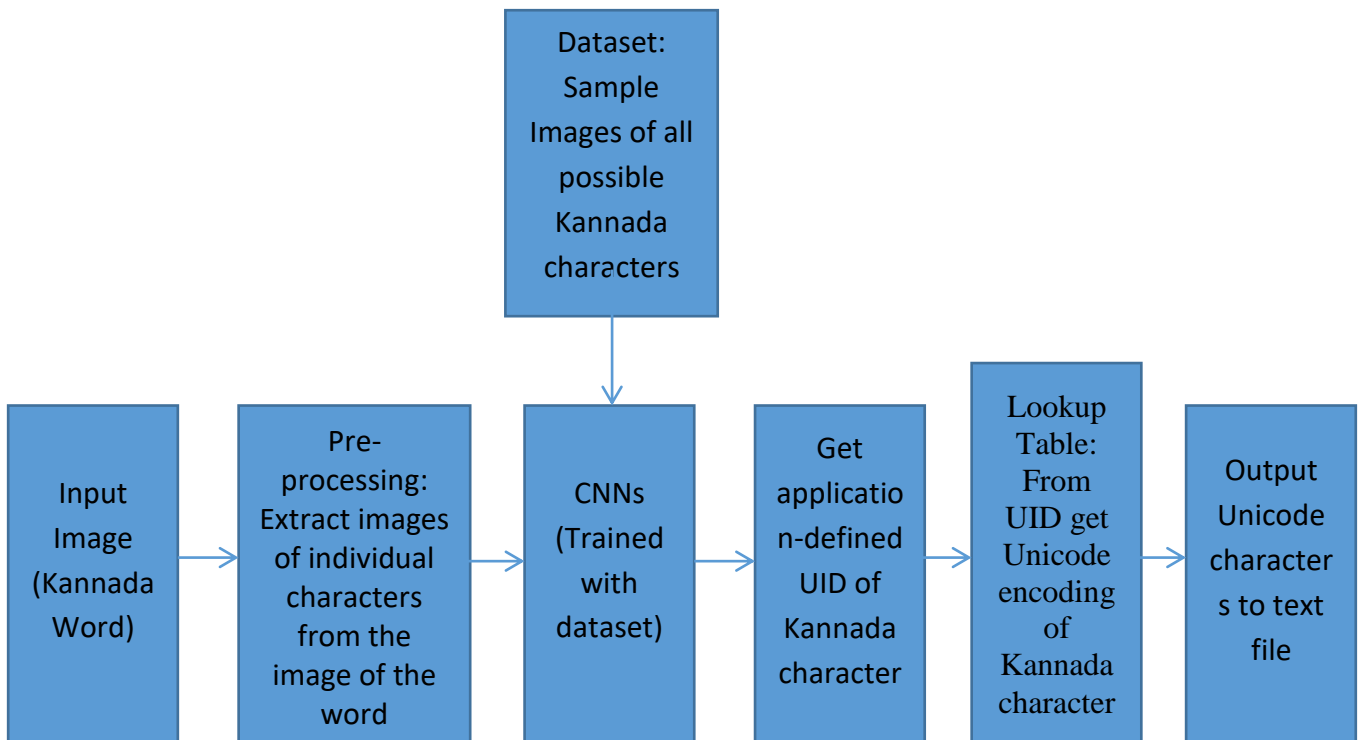 Dataset:
Sample
Images of all
possible
Kannada
characters
Input
Image
(Kannada
Word)
Pre-
processing:
Extract images
of individual
characters
from the
image of the
word
CNNs
(Trained
with
dataset)
Get
applicatio
n-defined
UID of
Kannada
character
Lookup
Table:
From
UID get
Unicode
encoding
of
Kannada
character
Output
Unicode
character
s to text
file